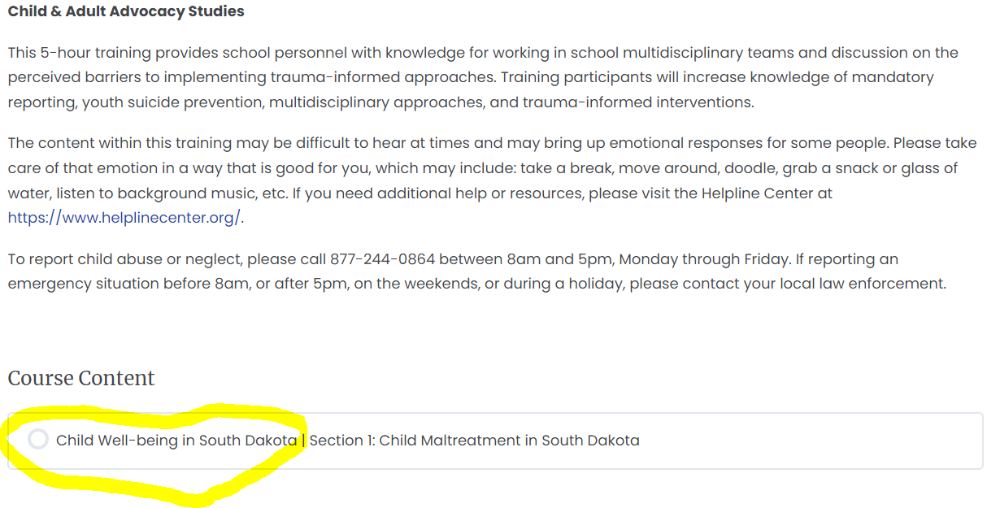 Child & Adult Advocacy Studies
This 5-hour training provides school personnel with knowledge for working in school multidisciplinary teams and discussion on the
perceived barriers to implementing trauma-informed approaches. Training participants will increase knowledge of mandatory
reporting, youth suicide prevention, multidisciplinary approaches, and trauma-informed interventions.
The content within this training may be difficult to hear at times and may bring up emotional responses for some people. Please take
care of that emotion in a way that is good for you, which may include: take a break, move around, doodle, grab a snack or glass of
water, listen to background music, etc. If you need additional help or resources, please visit the Helpline Center at
https://www.helplinecenter.org/.
To report child abuse or neglect, please call 877-244-0864 between 8am and 5pm, Monday through Friday. If reporting an
emergency situation before 8am, or after 5pm, on the weekends, or during a holiday, please contact your local law enforcement.
Course Content
Child Well-being in South Dakota | Section 1: Child Maltreatment in South Dakota